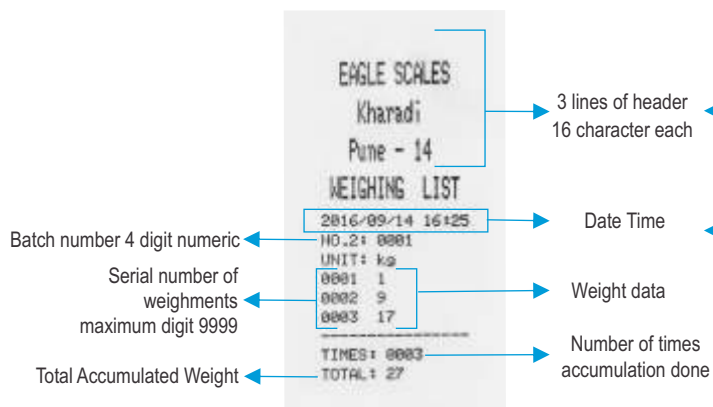 EAGLE SCALES
Kharadi
Pune - 14
WEIGHING LIST
2016/09/14 16:25
NO.2: 0001
UNIT: kg
0001 1
0002 9
0003 17
TIMES: 0003
TOTAL: 27
3 lines of header
16 character each
Date Time
Batch number 4 digit numeric
Serial number of
weighments
maximum digit 9999
Weight data
Number of times
accumulation done
Total Accumulated Weight